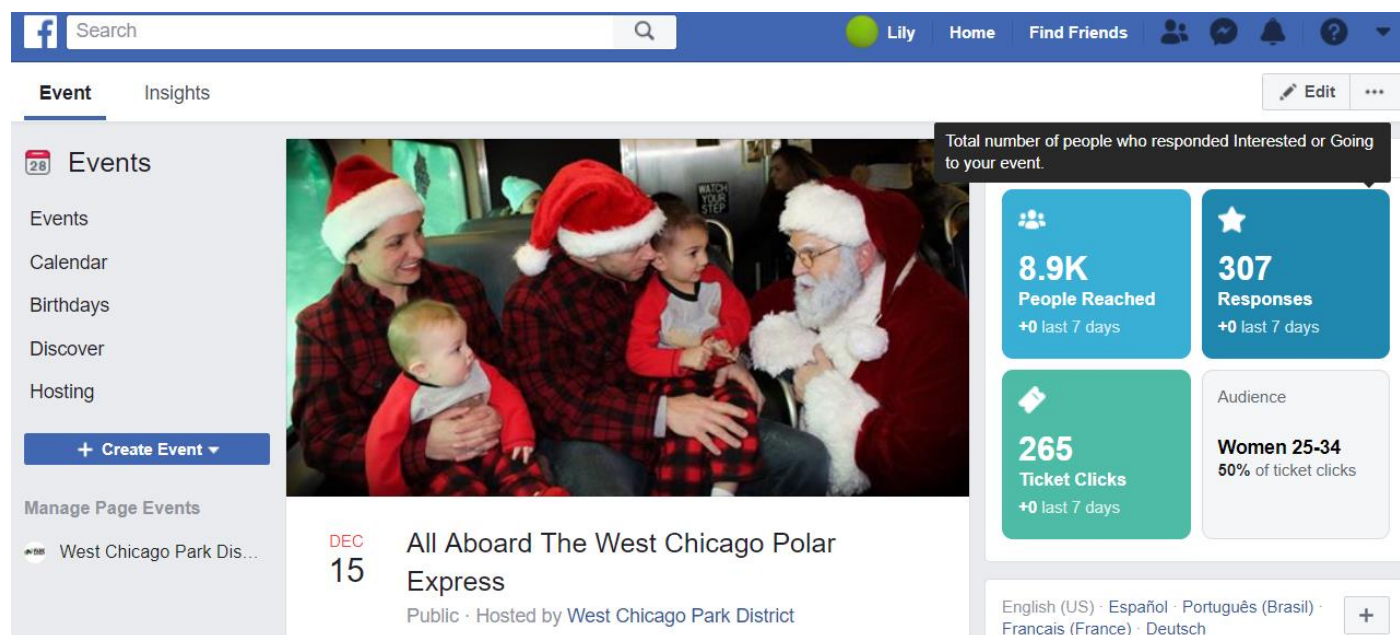 f
Search
Lily
Home
Find Friends
Event
Insights
Edit
Total number of people who responded Interested or Going
to your event.
28
Events
Events
Calendar
Birthdays
Discover
Hosting
+ Create Event
Manage Page Events
West Chicago Park Dis...
WATCH
YOUR
STEP
DEC
15
All Aboard The West Chicago Polar
Express
Public · Hosted by West Chicago Park District
8.9K
People Reached
+0 last 7 days
307
Responses
+0 last 7 days
265
Ticket Clicks
+0 last 7 days
Audience
Women 25-34
50% of ticket clicks
English (US) · Español · Português (Brasil) ·
Français (France) · Deutsch